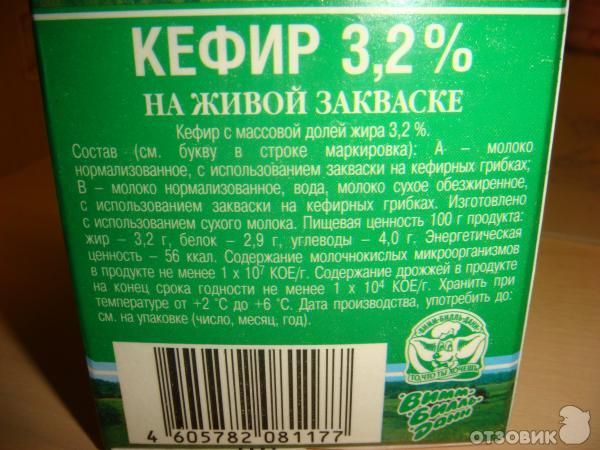 КЕФИР 3,2%
НА ЖИВОЙ ЗАКВАСКЕ
Кефир с массовой долей жира 3,2 %.
Состав (см. букву в строке маркировка): А – молоко
нормализованное, с использованием закваски на кефирных грибках;
В – молоко нормализованное, вода, молоко сухое обезжиренное,
с использованием закваски на кефирных грибках. Изготовлено
с использованием сухого молока. Пищевая ценность 100 г продукта:
жир – 3,2 г, белок – 2,9 г, углеводы – 4,0 г. Энергетическая
ценность – 56 ккал. Содержание молочнокислых микроорганизмов
в продукте не менее 1 х 10⁷ КОЕ/г. Содержание дрожжей в продукте
на конец срока годности не менее 1 х 10⁴ КОЕ/г. Хранить при
температуре от +2 °С до +6 °С. Дата производства, употребить до:
см. на упаковке (число, месяц, год).
ВИММ-БИЛЛЬ-ДАНН
ТО, ЧТО ТЫ ХОЧЕШЬ
Вимм-
Билль-
Данн
4 605782 081177
ОТЗОВИК